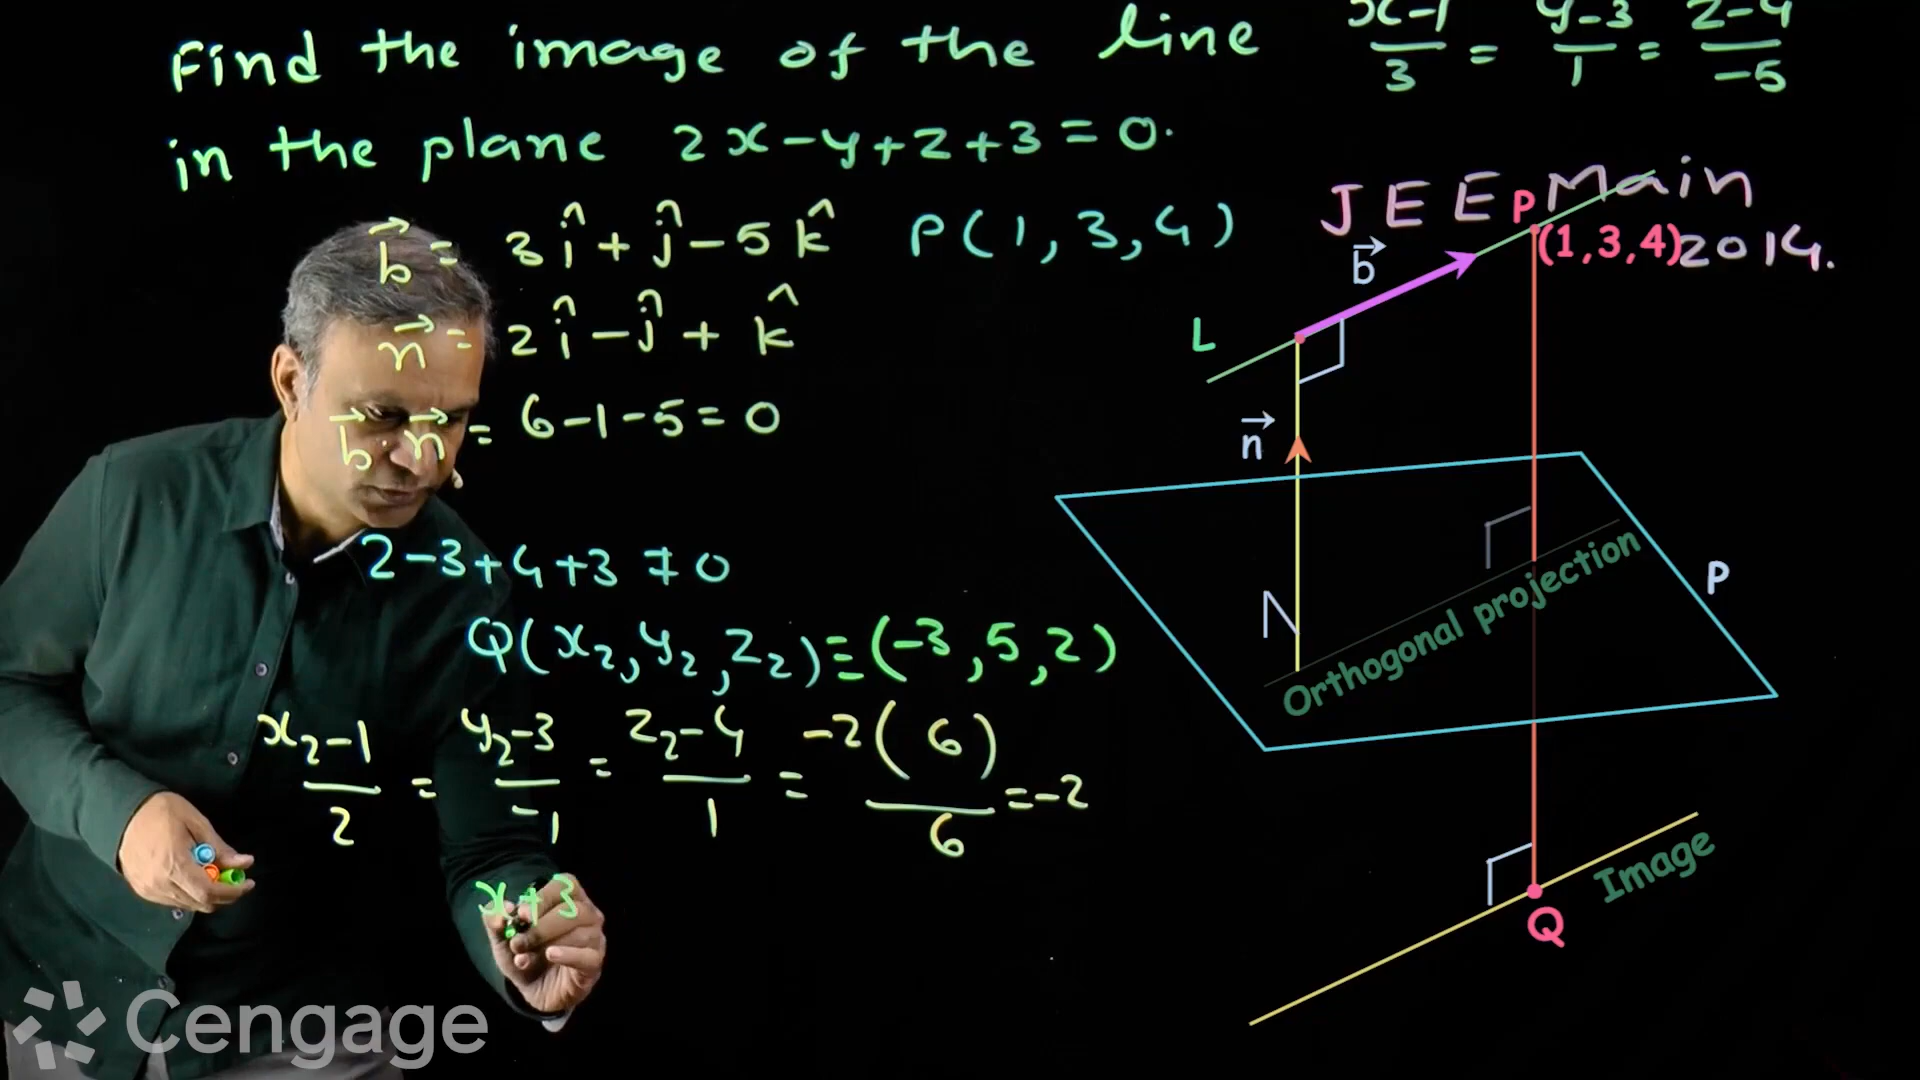 Find the image of the line x-1/3 = y-3/1 = z-4/-5
in the plane 2x-y+z+3=0.
JEE Main
2014.
b⃗ = 3î+ĵ-5k̂ P(1,3,4)
n⃗ = 2î-ĵ+k̂
b⃗·n⃗ = 6-1-5=0
2-3+4+3≠0
Q(x₂,y₂,z₂)≡(-3,5,2)
x₂-1/2 = y₂-3/-1 = z₂-4/1 = -2(6)/6 =-2
x+3
P
(1,3,4)
b⃗
L
n⃗
N
Orthogonal projection
P
Image
Q
Cengage